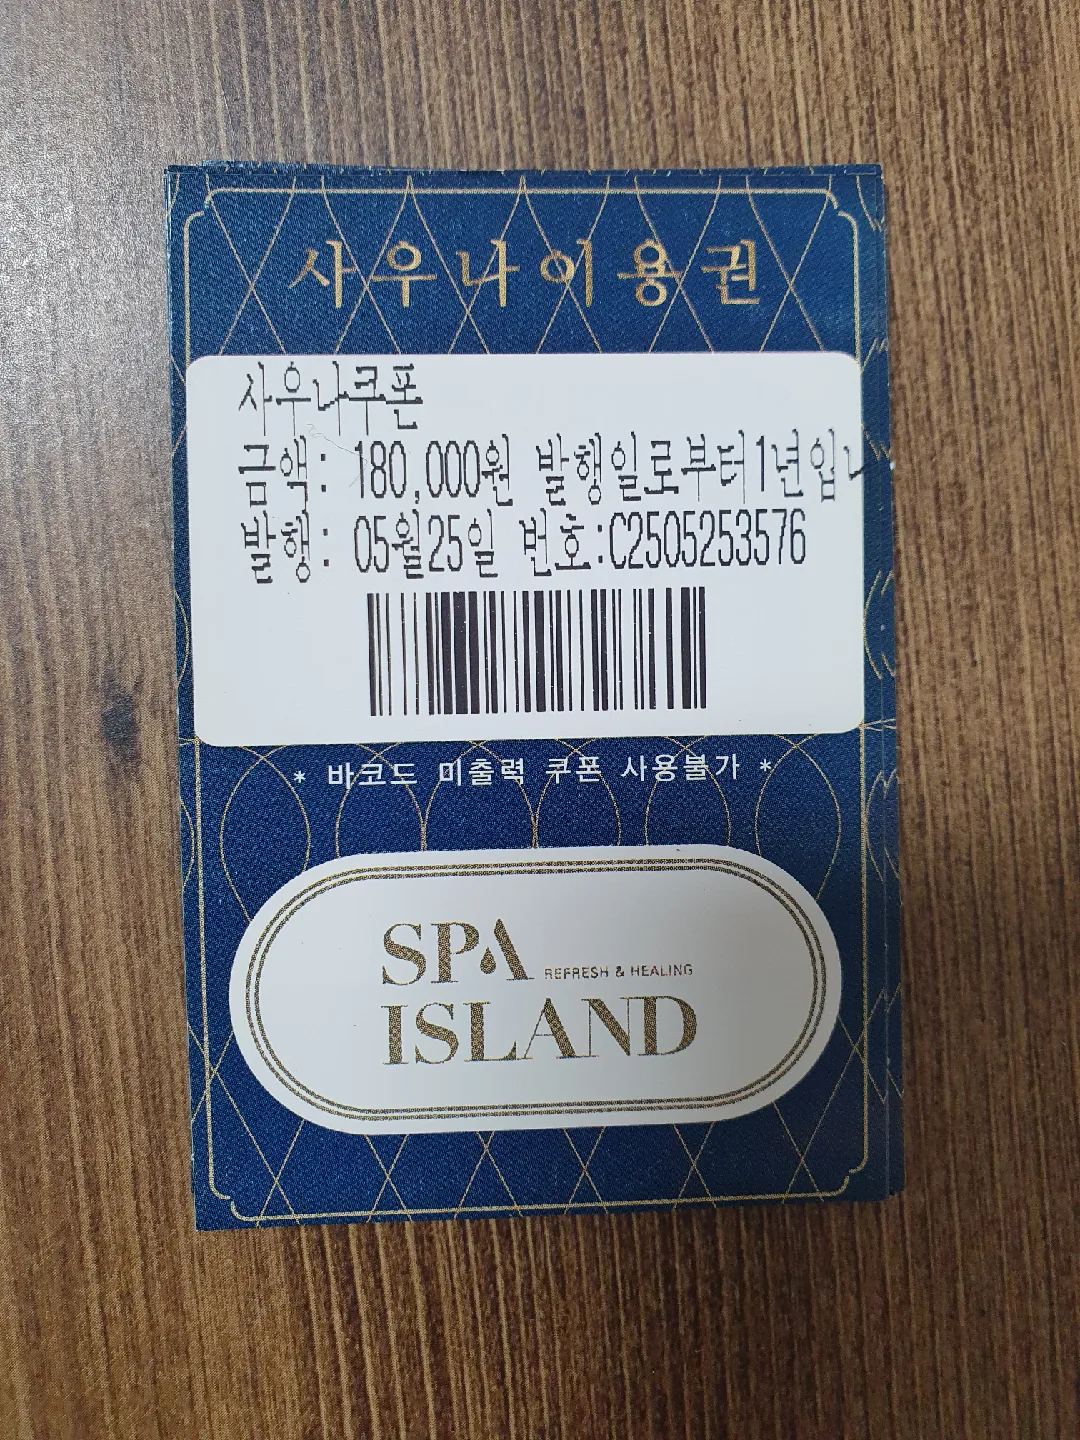 사우나이용권
사우나쿠폰
금액: 180,000원 발행일로부터1년입니
발행: 05월25일 번호:C2505253576
* 바코드 미출력 쿠폰 사용불가 *
SPA
REFRESH & HEALING
ISLAND